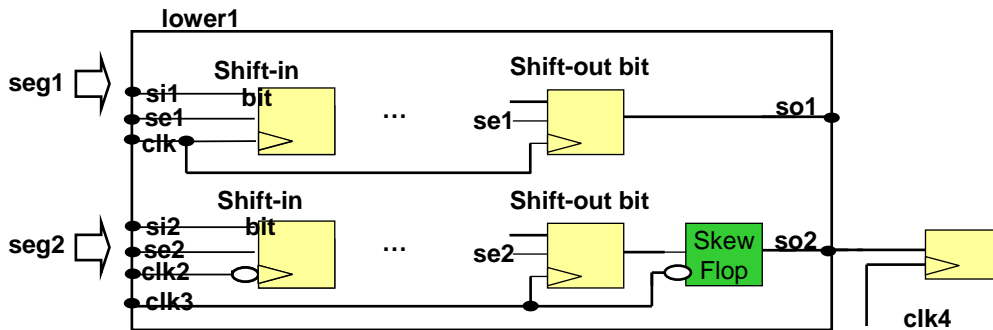 lower1
seg1
si1
se1
clk
Shift-in
bit
...
Shift-out bit
se1
so1
seg2
si2
se2
clk2
clk3
Shift-in
bit
...
Shift-out bit
se2
Skew
Flop
so2
clk4